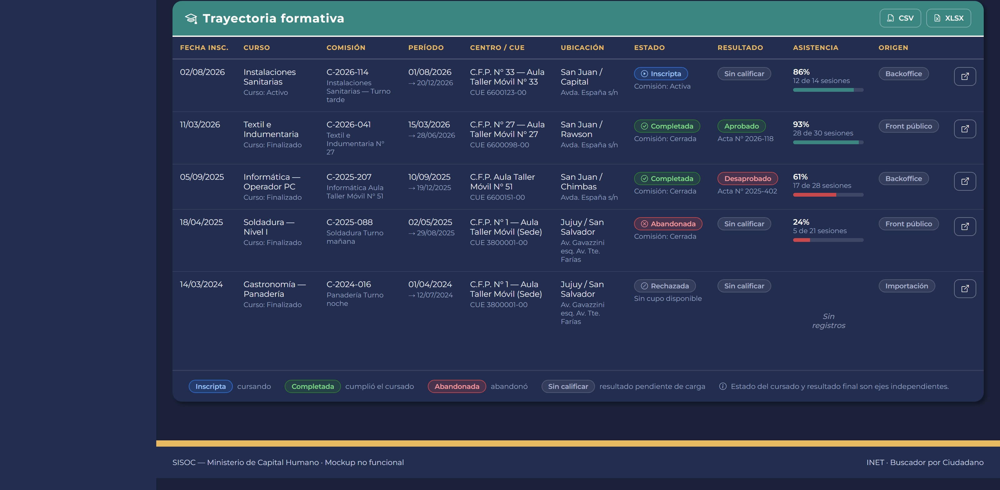 Trayectoria formativa
CSV
XLSX
FECHA INSC. CURSO COMISIÓN PERÍODO CENTRO / CUE UBICACIÓN ESTADO RESULTADO ASISTENCIA ORIGEN
02/08/2026
Instalaciones
Sanitarias
Curso: Activo
C-2026-114
Instalaciones
Sanitarias — Turno
tarde
01/08/2026
→ 20/12/2026
C.F.P. N° 33 — Aula
Taller Móvil N° 33
CUE 6600123-00
San Juan /
Capital
Avda. España s/n
Inscripta
Comisión: Activa
Sin calificar
86%
12 de 14 sesiones
Backoffice
11/03/2026
Textil e
Indumentaria
Curso: Finalizado
C-2026-041
Textil e
Indumentaria N°
27
15/03/2026
→ 28/06/2026
C.F.P. N° 27 — Aula
Taller Móvil N° 27
CUE 6600098-00
San Juan /
Rawson
Avda. España s/n
Completada
Comisión: Cerrada
Aprobado
Acta N° 2026-118
93%
28 de 30 sesiones
Front público
05/09/2025
Informática —
Operador PC
Curso: Finalizado
C-2025-207
Informática Aula
Taller Móvil N° 51
10/09/2025
→ 19/12/2025
C.F.P. Aula Taller
Móvil N° 51
CUE 6600151-00
San Juan /
Chimbas
Avda. España s/n
Completada
Comisión: Cerrada
Desaprobado
Acta N° 2025-402
61%
17 de 28 sesiones
Backoffice
18/04/2025
Soldadura —
Nivel I
Curso: Finalizado
C-2025-088
Soldadura Turno
mañana
02/05/2025
→ 29/08/2025
C.F.P. N° 1 — Aula
Taller Móvil (Sede)
CUE 3800001-00
Jujuy / San
Salvador
Av. Gavazzini
esq. Av. Tte.
Farías
Abandonada
Comisión: Cerrada
Sin calificar
24%
5 de 21 sesiones
Front público
14/03/2024
Gastronomía —
Panadería
Curso: Finalizado
C-2024-016
Panadería Turno
noche
01/04/2024
→ 12/07/2024
C.F.P. N° 1 — Aula
Taller Móvil (Sede)
CUE 3800001-00
Jujuy / San
Salvador
Av. Gavazzini
esq. Av. Tte.
Farías
Rechazada
Sin cupo disponible
Sin calificar
Sin
registros
Importación
Inscripta cursando Completada cumplió el cursado Abandonada abandonó Sin calificar resultado pendiente de carga Estado del cursado y resultado final son ejes independientes.
SISOC — Ministerio de Capital Humano · Mockup no funcional
INET · Buscador por Ciudadano